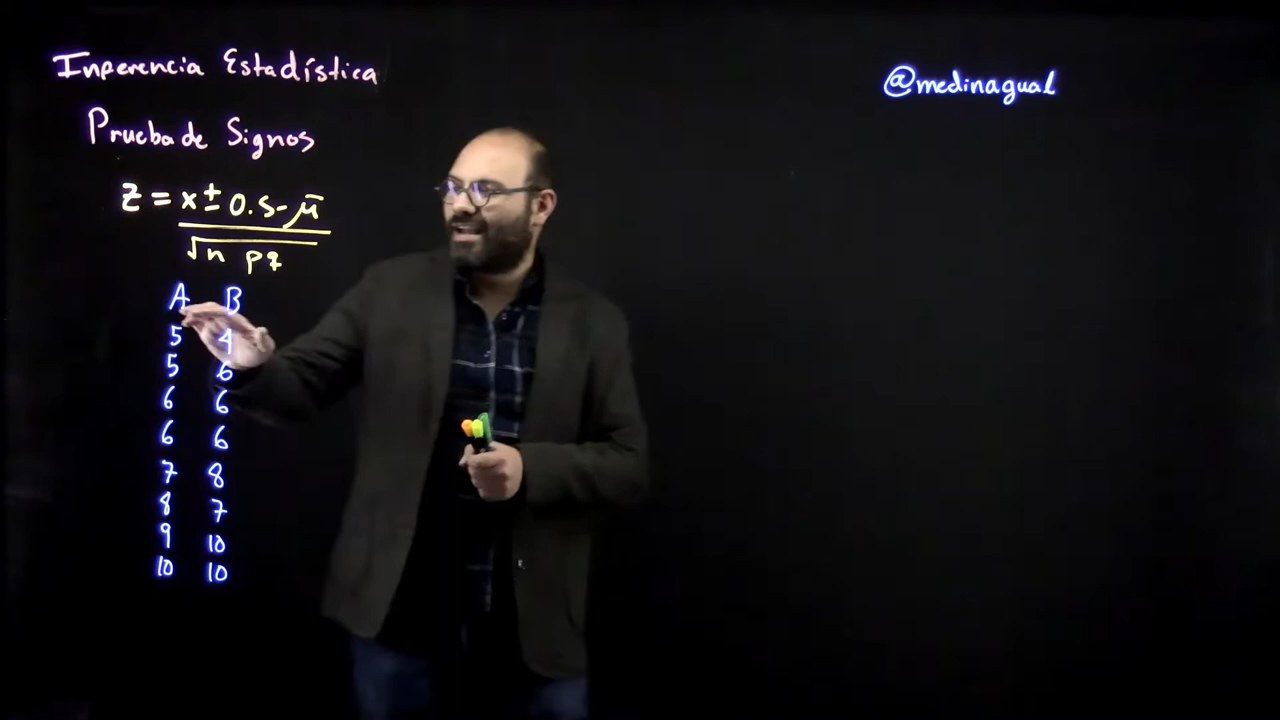 Inferencia Estadística
@medinagual
Prueba de Signos
z = x ± 0.5 - μ
√n pq
A B
5 4
5 6
6 6
6 6
7 8
8 7
9 10
10 10